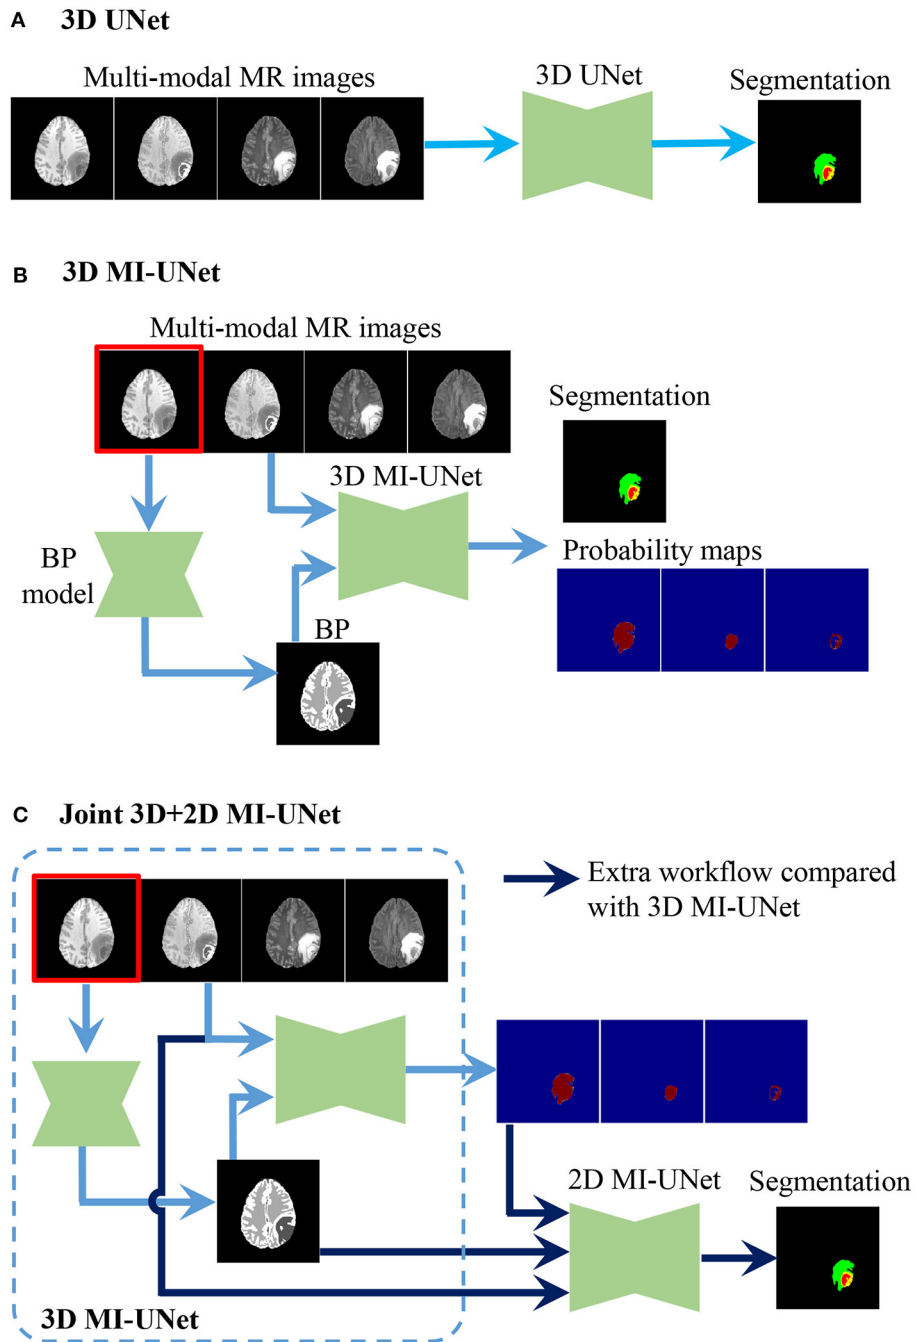 A 3D UNet
Multi-modal MR images
3D UNet
Segmentation
B 3D MI-UNet
Multi-modal MR images
Segmentation
3D MI-UNet
BP
model
Probability maps
BP
C Joint 3D+2D MI-UNet
Extra workflow compared
with 3D MI-UNet
2D MI-UNet
Segmentation
3D MI-UNet